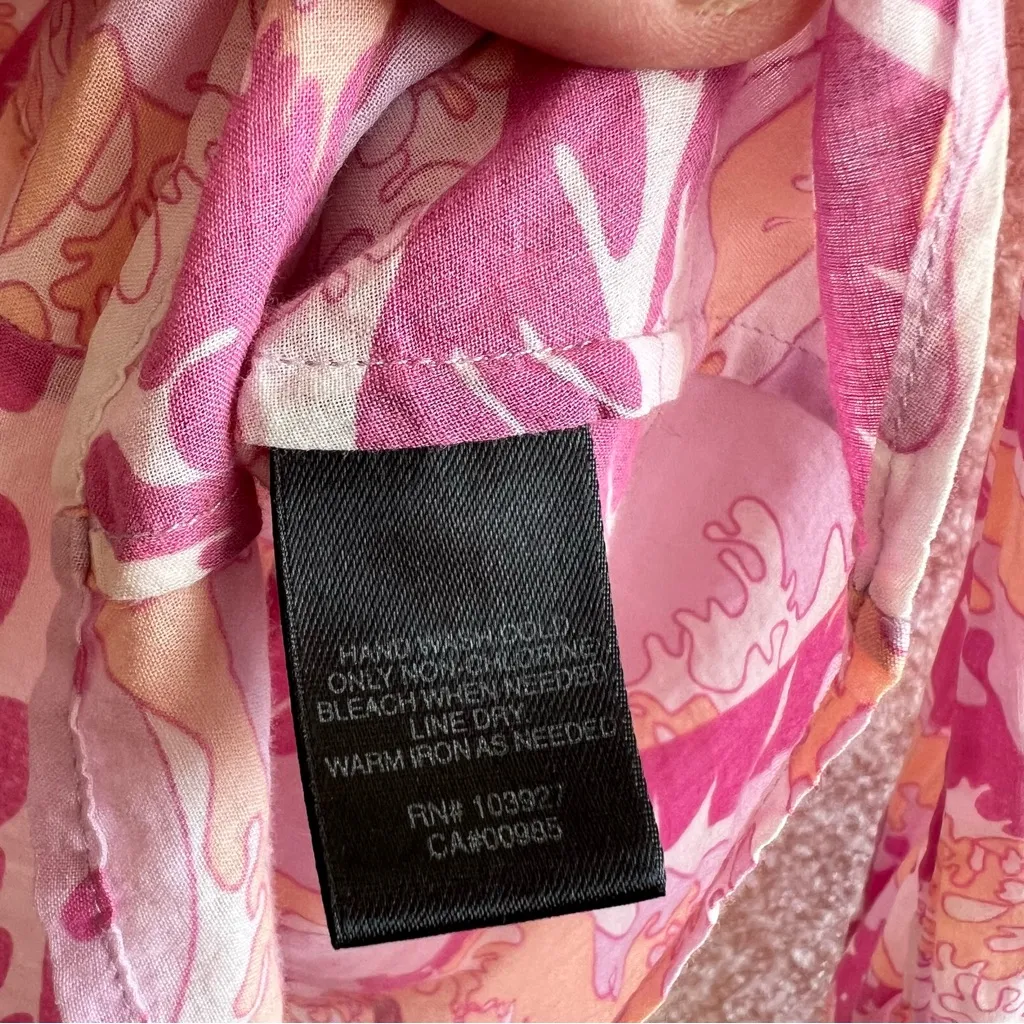 HAND WASH COLD
ONLY NON-CHLORINE
BLEACH WHEN NEEDED
LINE DRY
WARM IRON AS NEEDED
RN# 103927
CA#00985